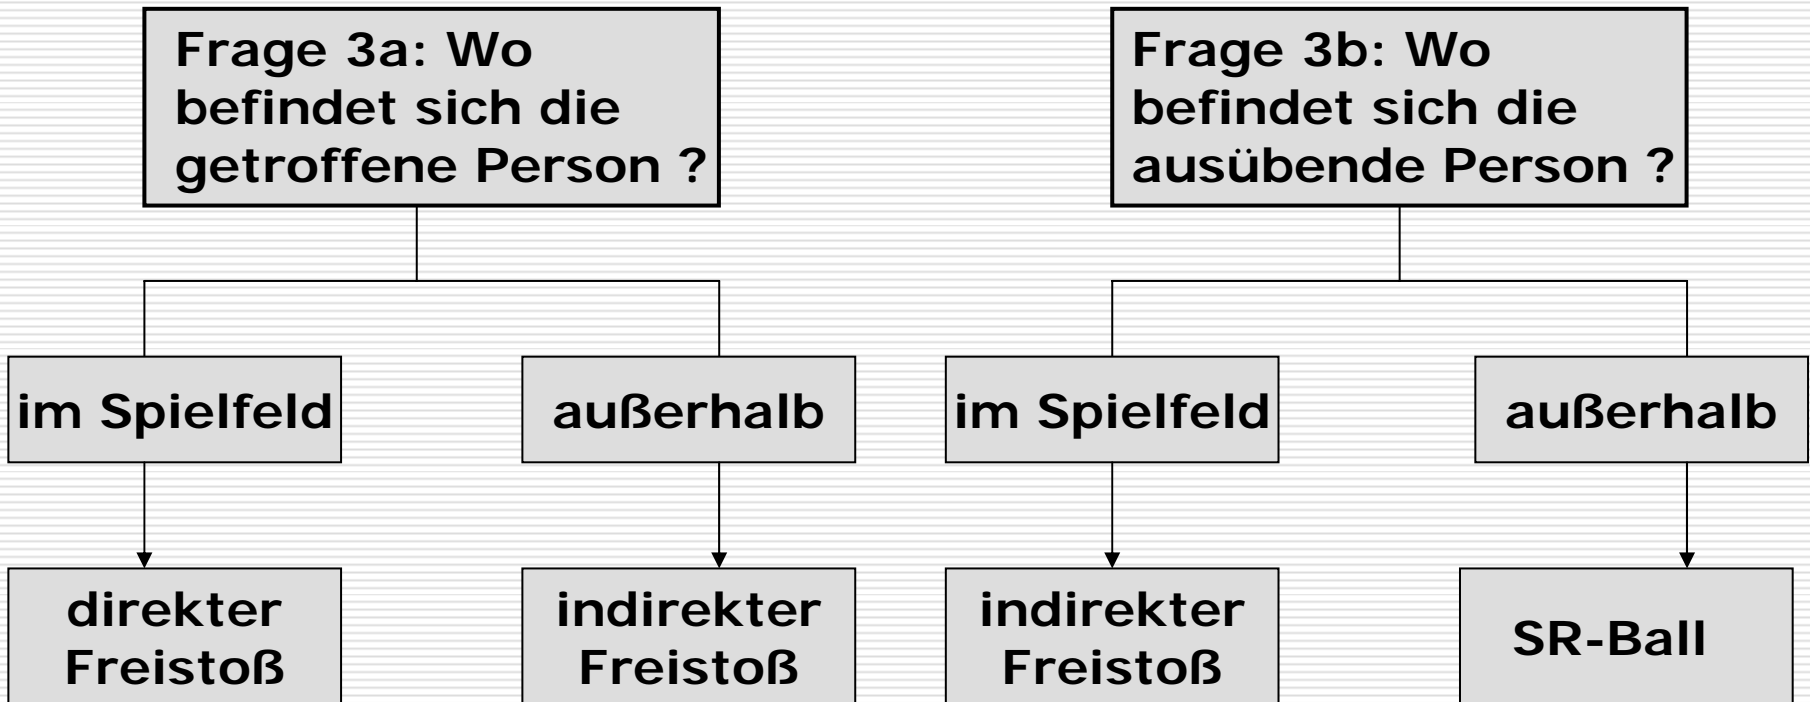 Frage 3a: Wo
befindet sich die
getroffene Person ?
Frage 3b: Wo
befindet sich die
ausübende Person ?
im Spielfeld
außerhalb
im Spielfeld
außerhalb
direkter
Freistoß
indirekter
Freistoß
indirekter
Freistoß
SR-Ball